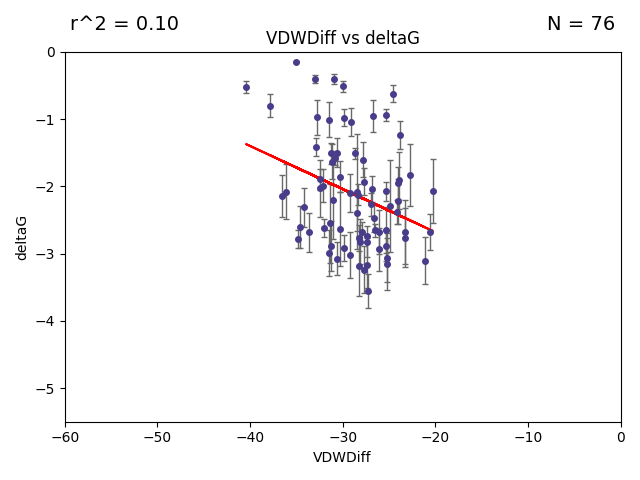 r^2 = 0.10
N = 76
VDWDiff vs deltaG
0
−1
−2
−3
−4
−5
deltaG
−60 −50 −40 −30 −20 −10 0
VDWDiff